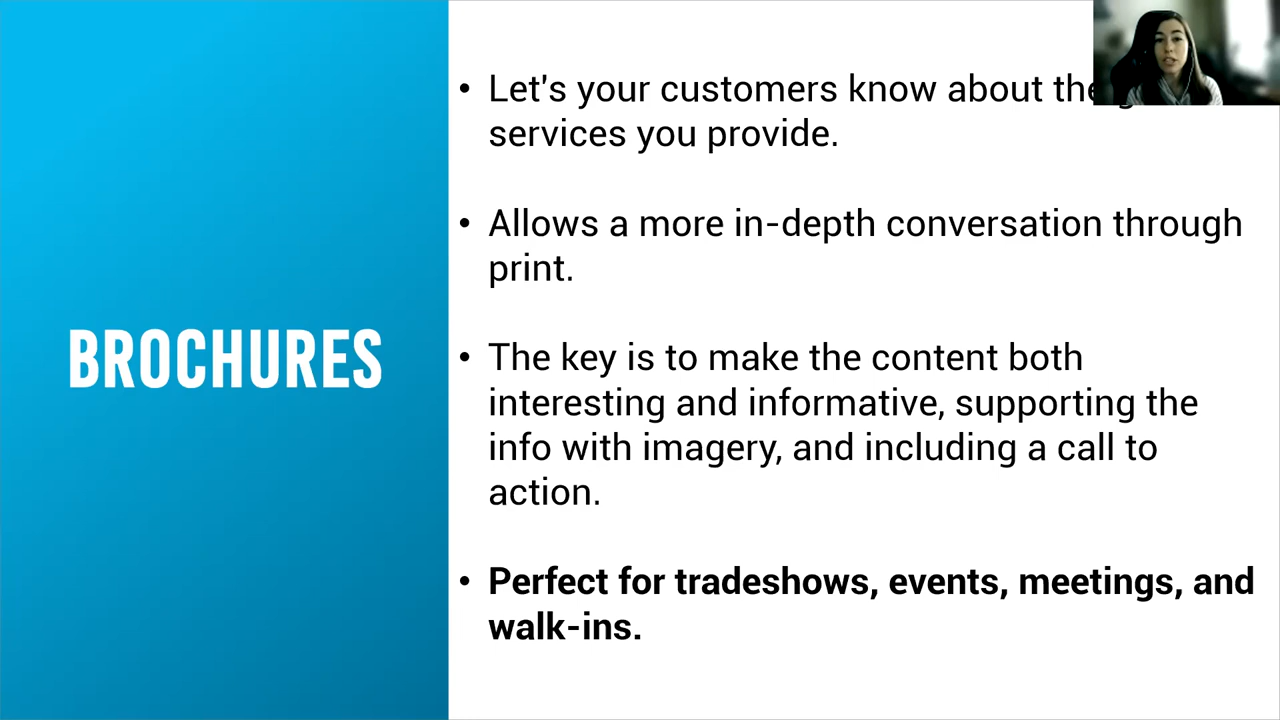 BROCHURES
• Let's your customers know about the
services you provide.
• Allows a more in-depth conversation through
print.
• The key is to make the content both
interesting and informative, supporting the
info with imagery, and including a call to
action.
• Perfect for tradeshows, events, meetings, and
walk-ins.